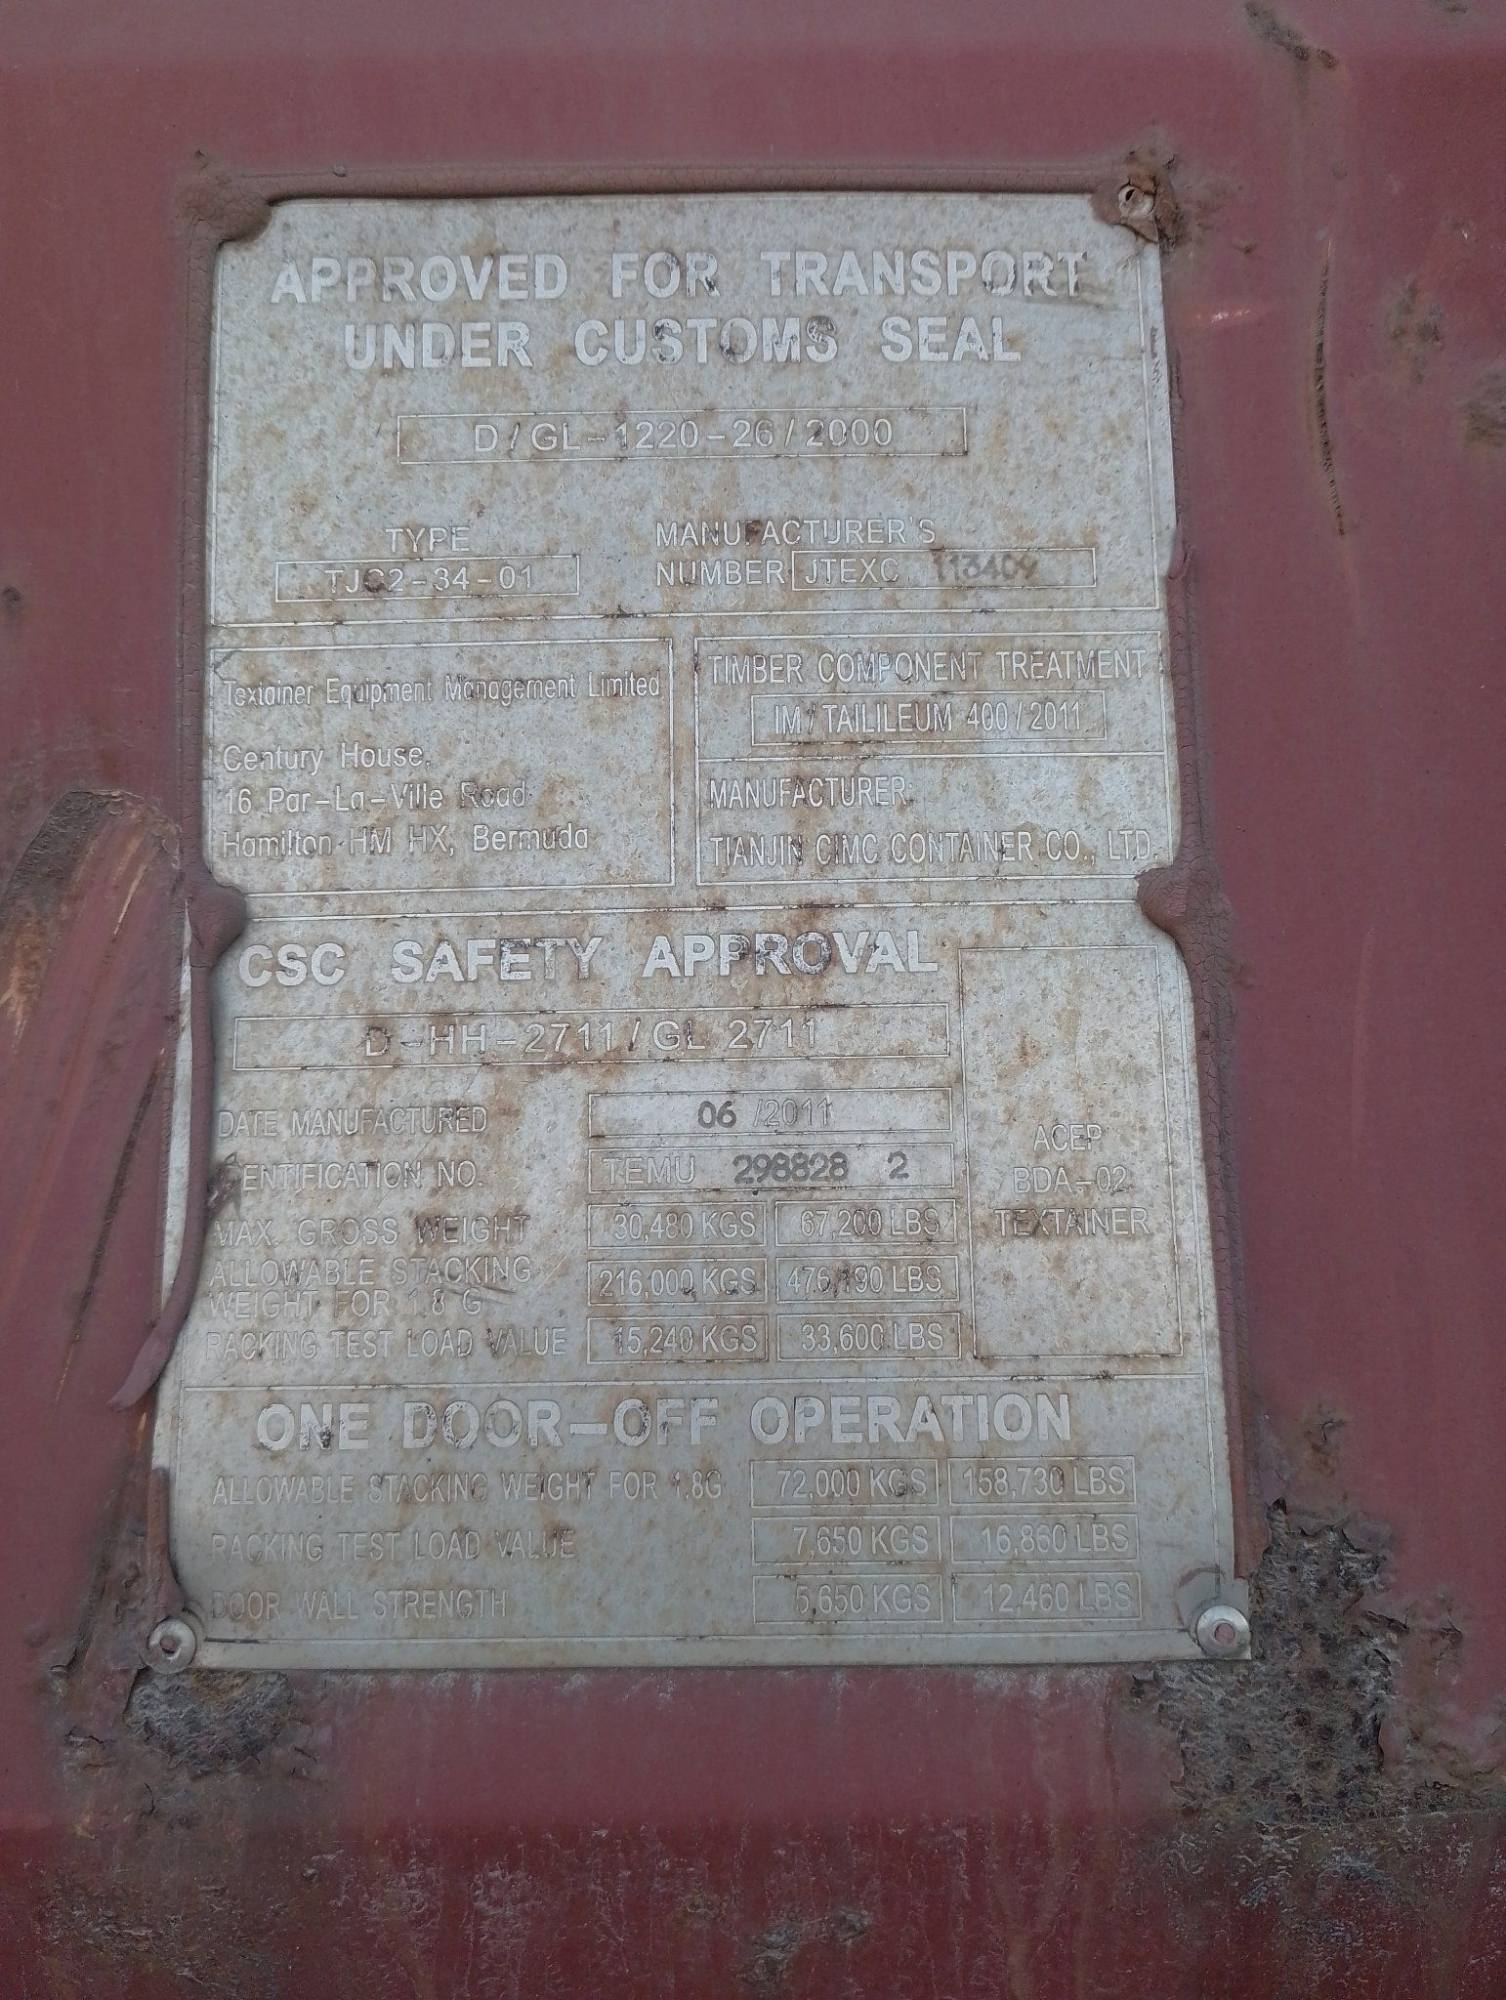 APPROVED FOR TRANSPORT
UNDER CUSTOMS SEAL
D/GL-1220-26/2000
TYPE
TJC2-34-01
MANUFACTURER'S
NUMBER JTEXC 113409
Textainer Equipment Management Limited
Century House,
16 Par-La-Ville Road
Hamilton HM HX, Bermuda
TIMBER COMPONENT TREATMENT
IM/TAILILEUM 400/2011
MANUFACTURER:
TIANJIN CIMC CONTAINER CO., LTD.
CSC SAFETY APPROVAL
D-HH-2711/GL 2711
DATE MANUFACTURED 06 /2011
IDENTIFICATION NO. TEMU 298828 2
MAX. GROSS WEIGHT 30,480 KGS 67,200 LBS
ALLOWABLE STACKING
WEIGHT FOR 1.8 G 216,000 KGS 476,190 LBS
RACKING TEST LOAD VALUE 15,240 KGS 33,600 LBS
ACEP
BDA-02
TEXTAINER
ONE DOOR-OFF OPERATION
ALLOWABLE STACKING WEIGHT FOR 1.8G 72,000 KGS 158,730 LBS
RACKING TEST LOAD VALUE 7,650 KGS 16,860 LBS
DOOR WALL STRENGTH 5,650 KGS 12,460 LBS